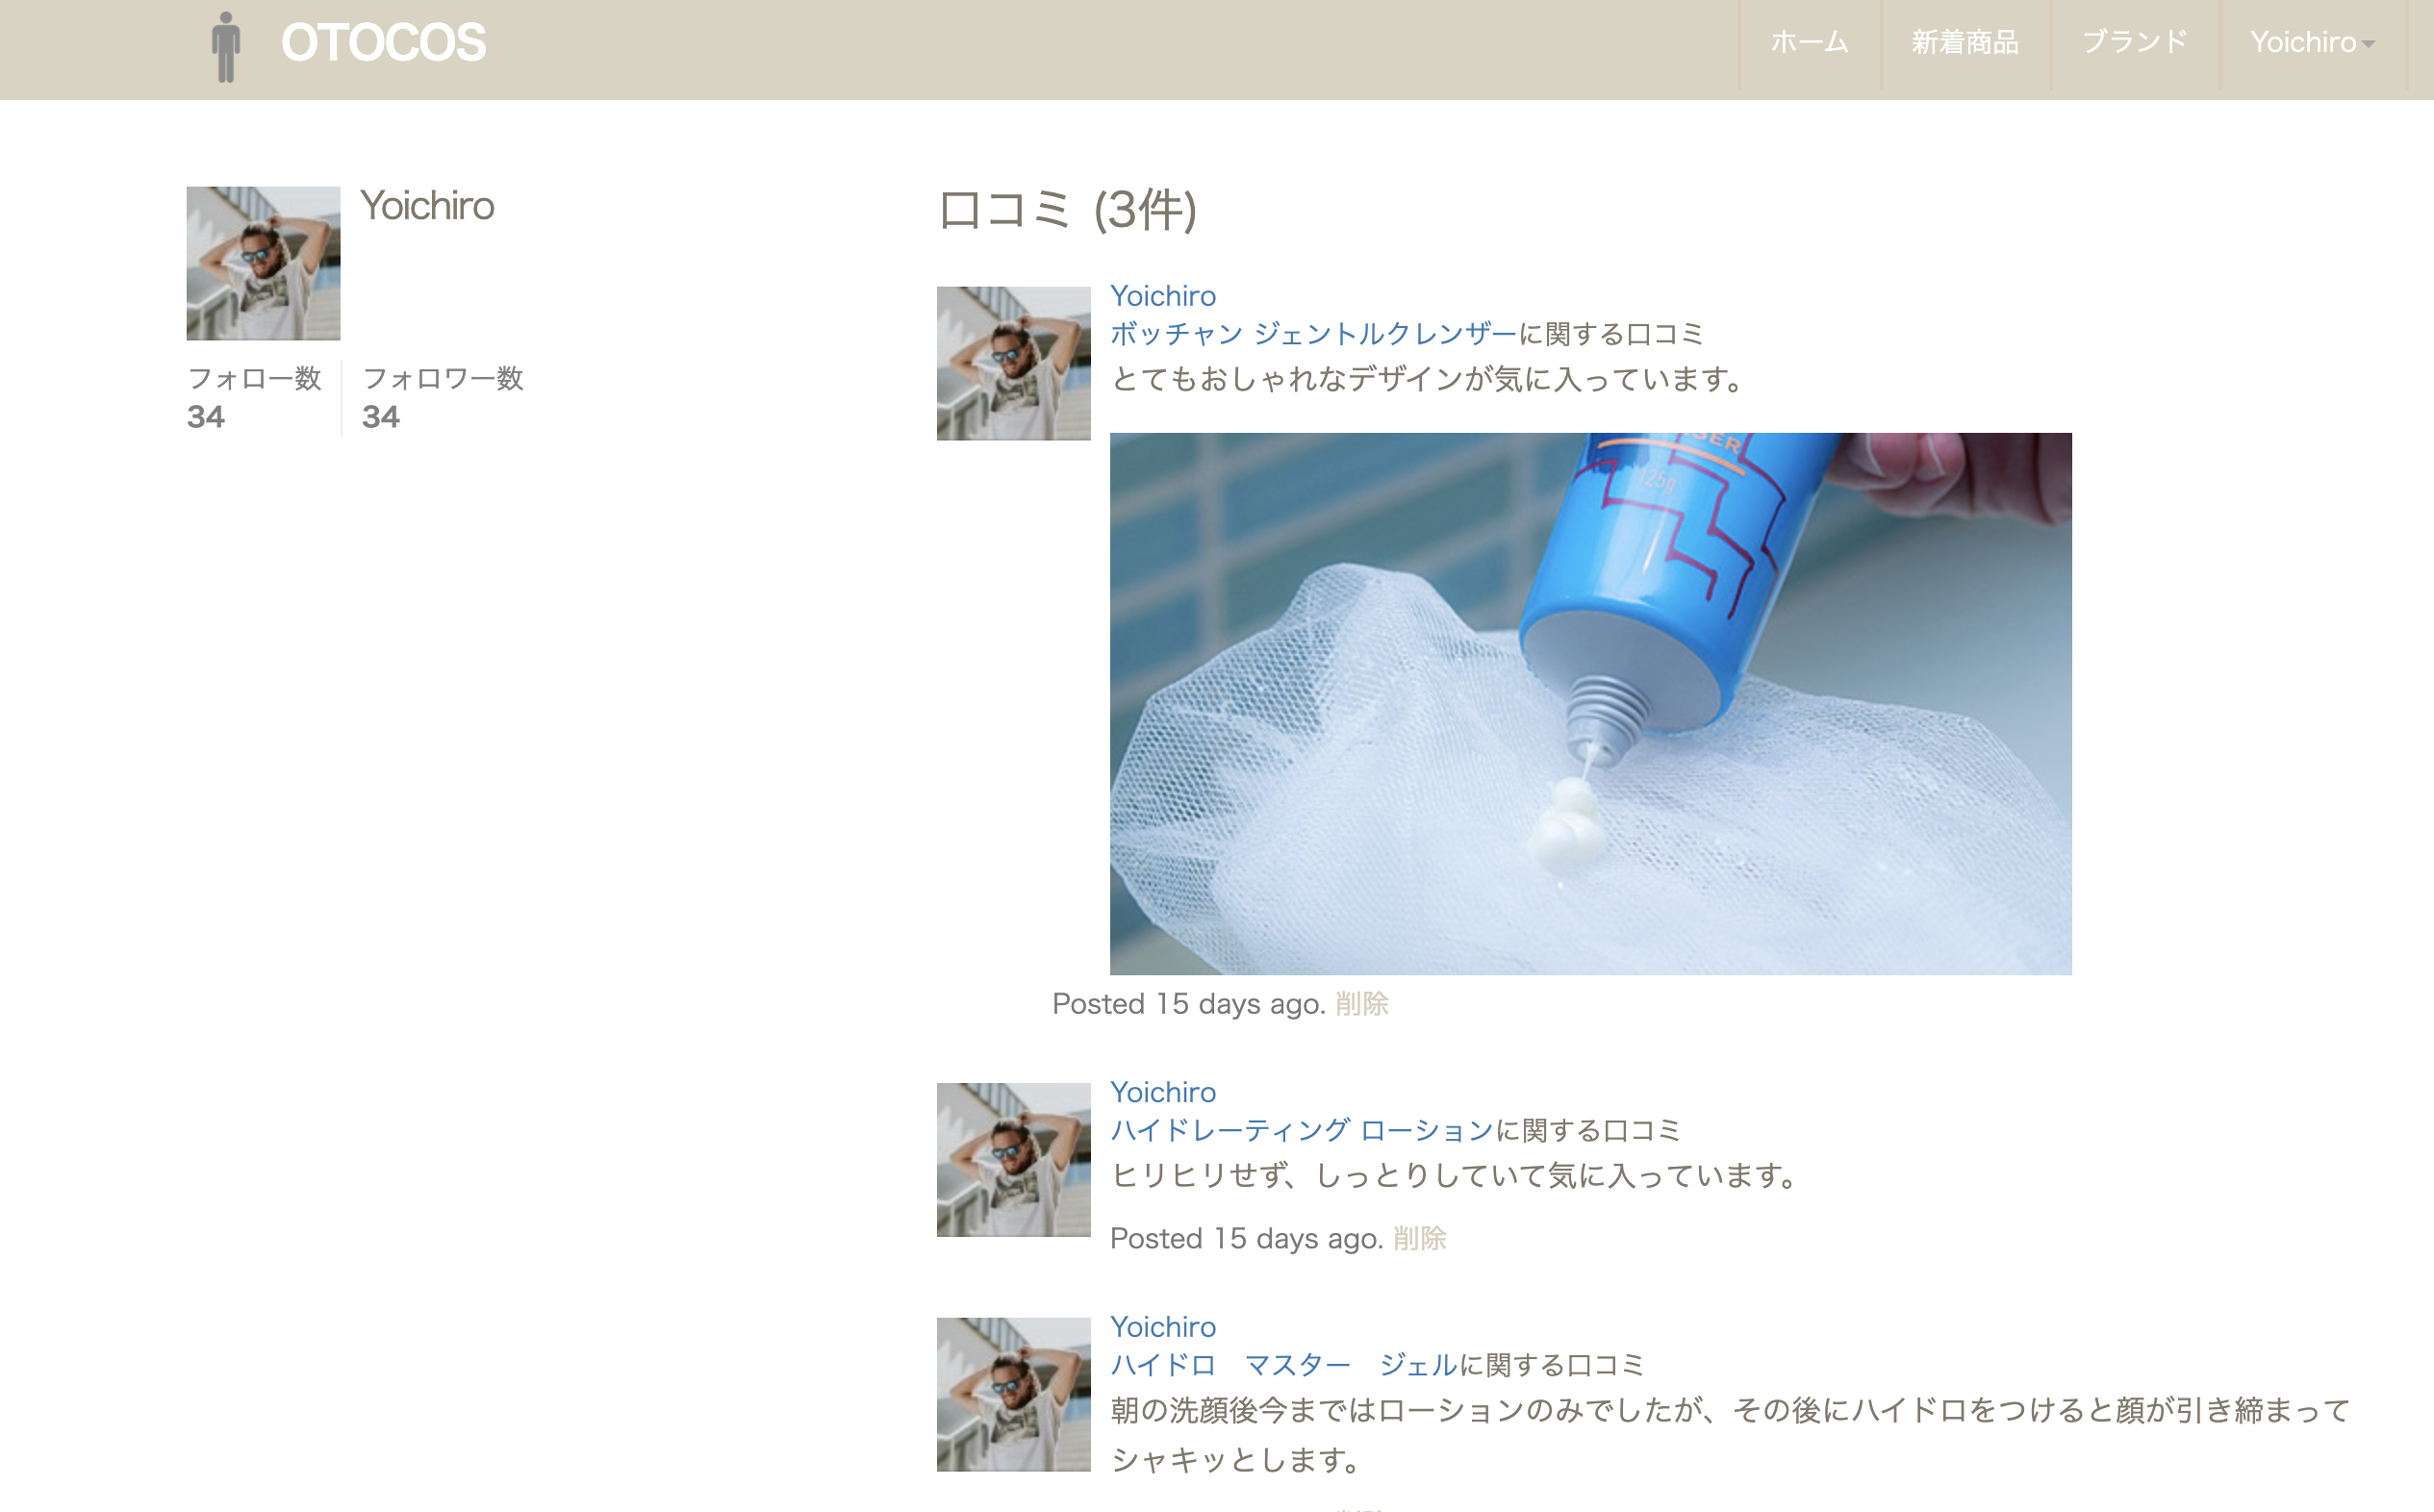 OTOCOS
ホーム
新着商品
ブランド
Yoichiro
Yoichiro
フォロー数
34
フォロワー数
34
口コミ (3件)
Yoichiro
ボッチャン ジェントルクレンザーに関する口コミ
とてもおしゃれなデザインが気に入っています。
125g
Posted 15 days ago. 削除
Yoichiro
ハイドレーティング ローションに関する口コミ
ヒリヒリせず、しっとりしていて気に入っています。
Posted 15 days ago. 削除
Yoichiro
ハイドロ　マスター　ジェルに関する口コミ
朝の洗顔後今まではローションのみでしたが、その後にハイドロをつけると顔が引き締まって
シャキッとします。